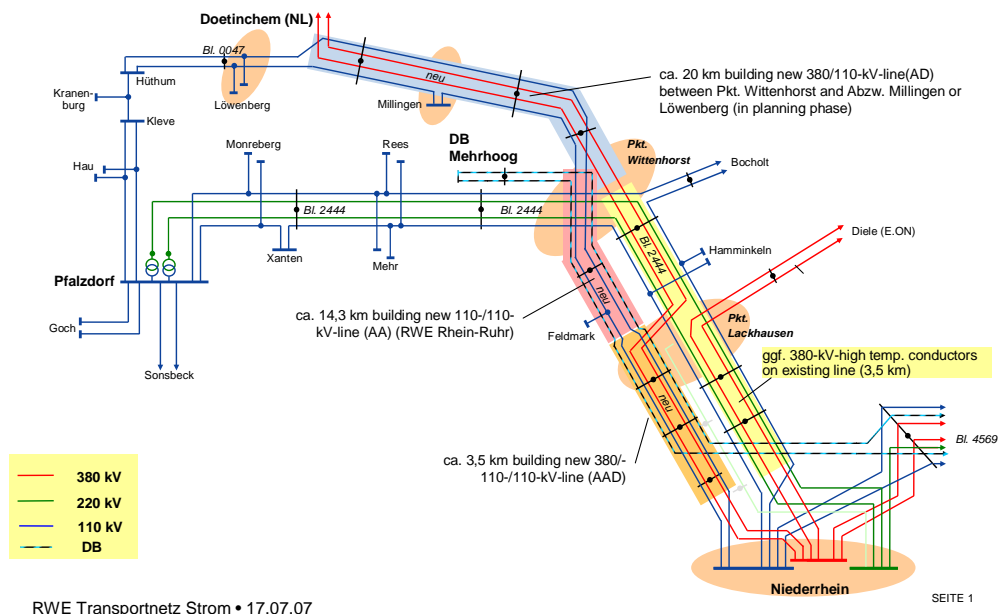 Doetinchem (NL)
Bl. 0047
Hüthum
Kranen-
burg
Löwenberg
neu
Millingen
ca. 20 km building new 380/110-kV-line(AD)
between Pkt. Wittenhorst and Abzw. Millingen or
Löwenberg (in planning phase)
Kleve
Monreberg
Rees
DB
Mehrhoog
Pkt.
Wittenhorst
Bocholt
Hau
Bl. 2444
Bl. 2444
Bl. 2444
Diele (E.ON)
Hamminkeln
Xanten
Mehr
Pfalzdorf
neu
ca. 14,3 km building new 110-/110-
kV-line (AA) (RWE Rhein-Ruhr)
Pkt.
Lackhausen
Goch
Feldmark
Sonsbeck
ggf. 380-kV-high temp. conductors
on existing line (3,5 km)
neu
Bl. 4569
ca. 3,5 km building new 380/-
110-/110-kV-line (AAD)
380 kV
220 kV
110 kV
DB
Niederrhein
RWE Transportnetz Strom • 17.07.07
SEITE 1